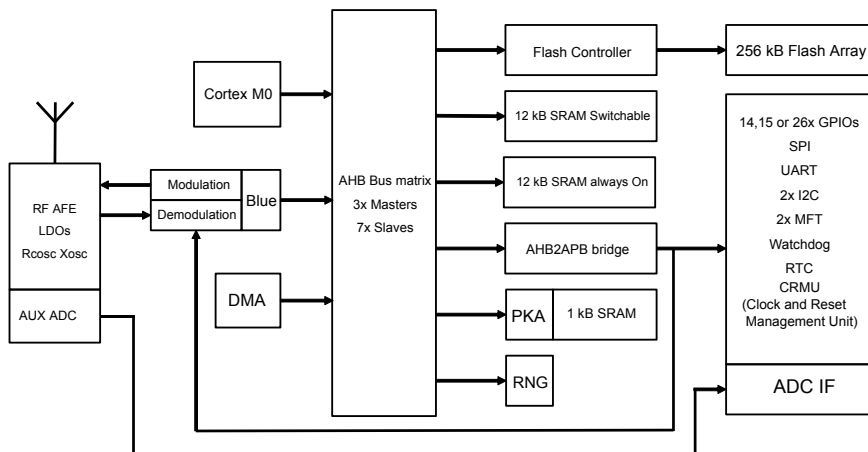 Flash Controller
256 kB Flash Array
Cortex M0
12 kB SRAM Switchable
14,15 or 26x GPIOs
SPI
UART
2x I2C
2x MFT
Watchdog
RTC
CRMU
(Clock and Reset
Management Unit)
AHB Bus matrix
3x Masters
7x Slaves
12 kB SRAM always On
Modulation
Demodulation
Blue
RF AFE
LDOs
Rcosc Xosc
AHB2APB bridge
DMA
AUX ADC
PKA
1 kB SRAM
RNG
ADC IF